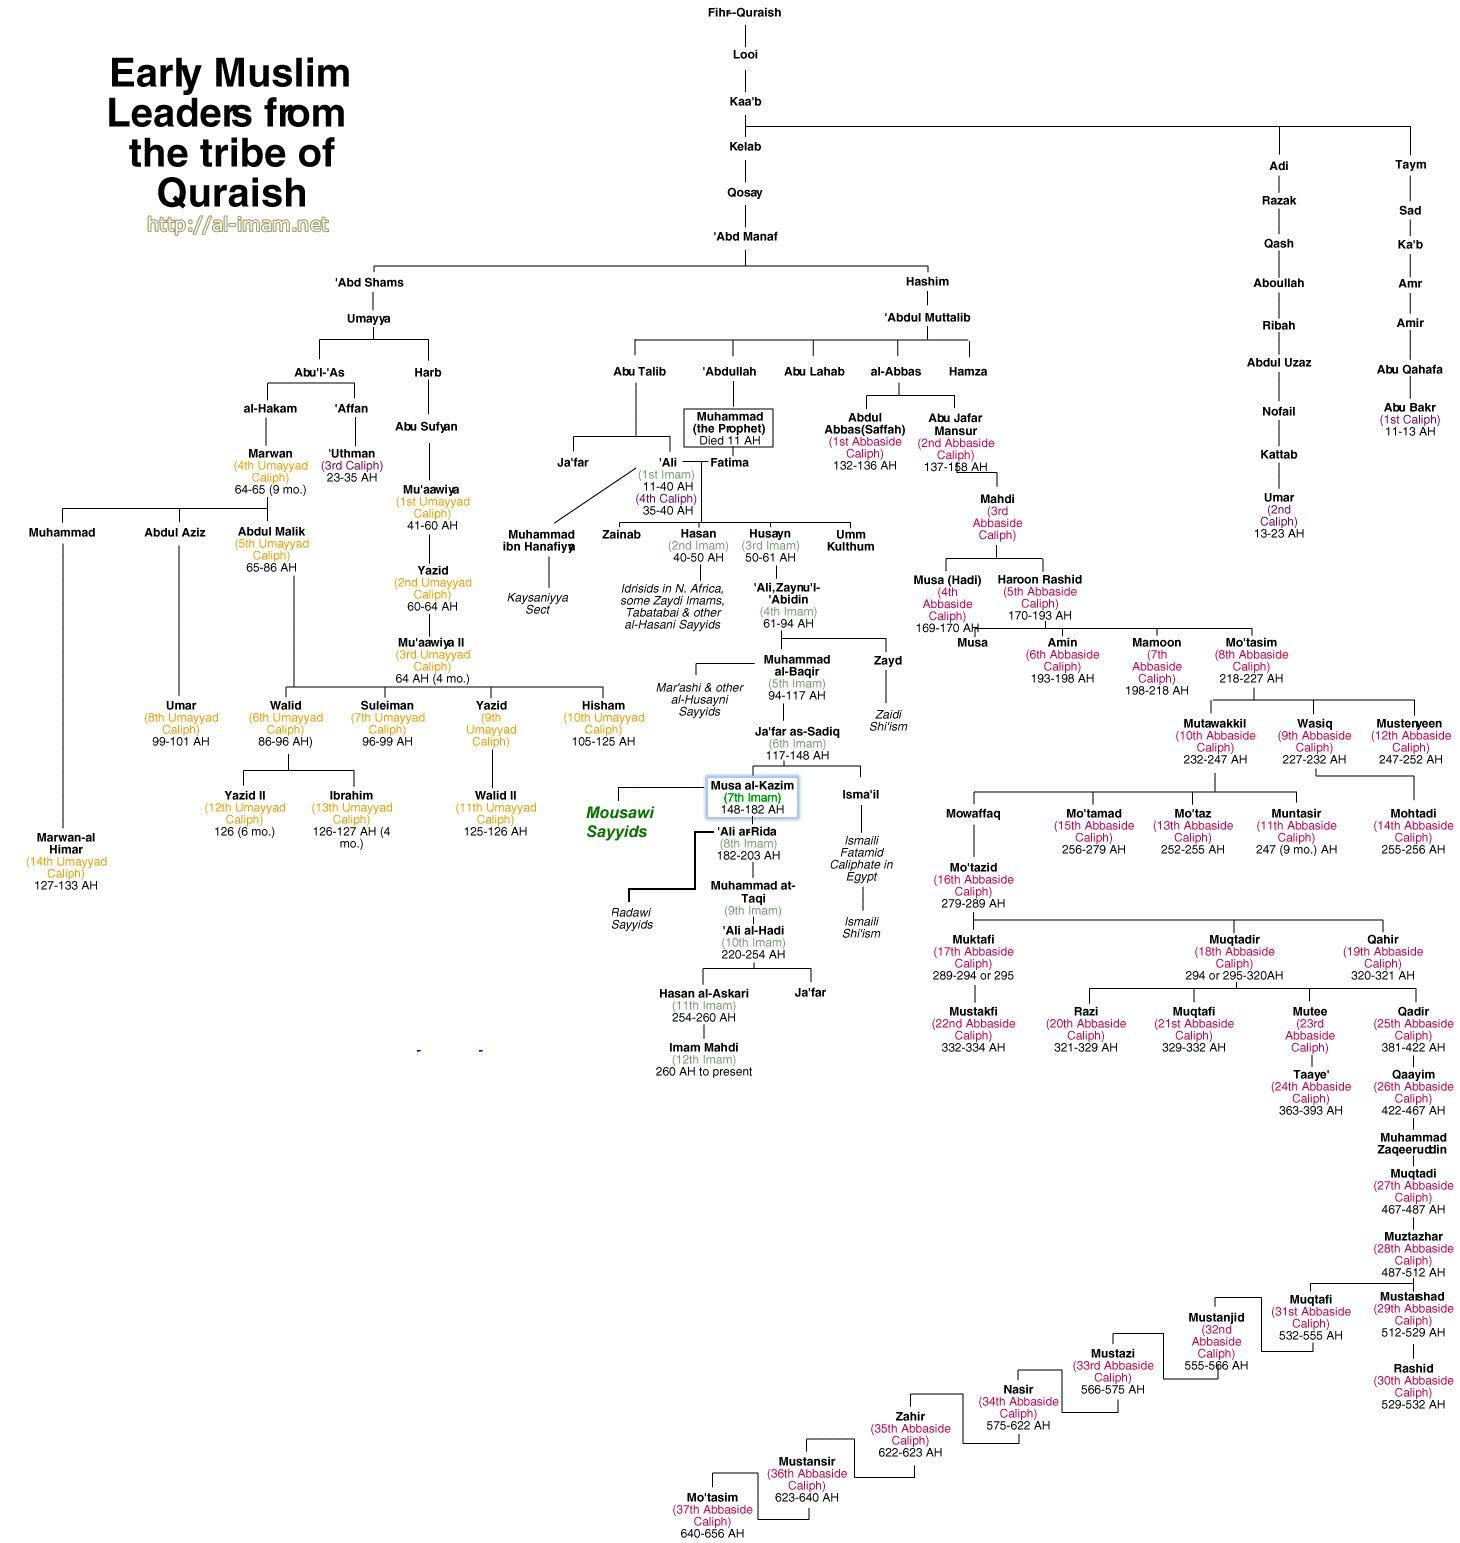 Fihr--Quraish
Looi
Kaa'b
Early Muslim
Leaders from
the tribe of
Quraish
http://al-imam.net
Kelab
Qosay
'Abd Manaf
Adi
Razak
Qash
Aboullah
Ribah
Abdul Uzaz
Nofail
Kattab
Umar
(2nd
Caliph)
13-23 AH
Taym
Sad
Ka'b
Amr
Amir
Abu Qahafa
Abu Bakr
(1st Caliph)
11-13 AH
'Abd Shams
Umayya
Abu'l-'As
Harb
al-Hakam
'Affan
Abu Sufyan
Marwan
(4th Umayyad
Caliph)
64-65 (9 mo.)
'Uthman
(3rd Caliph)
23-35 AH
Mu'aawiya
(1st Umayyad
Caliph)
41-60 AH
Yazid
(2nd Umayyad
Caliph)
60-64 AH
Mu'aawiya II
(3rd Umayyad
Caliph)
64 AH (4 mo.)
Muhammad
Abdul Aziz
Abdul Malik
(5th Umayyad
Caliph)
65-86 AH
Umar
(8th Umayyad
Caliph)
99-101 AH
Walid
(6th Umayyad
Caliph)
86-96 AH)
Suleiman
(7th Umayyad
Caliph)
96-99 AH
Yazid
(9th
Umayyad
Caliph)
Hisham
(10th Umayyad
Caliph)
105-125 AH
Yazid II
(12th Umayyad
Caliph)
126 (6 mo.)
Ibrahim
(13th Umayyad
Caliph)
126-127 AH (4
mo.)
Walid II
(11th Umayyad
Caliph)
125-126 AH
Marwan-al
Himar
(14th Umayyad
Caliph)
127-133 AH
Hashim
'Abdul Muttalib
Abu Talib
'Abdullah
Abu Lahab
al-Abbas
Hamza
Muhammad
(the Prophet)
Died 11 AH
Ja'far
'Ali
(1st Imam)
11-40 AH
(4th Caliph)
35-40 AH
Fatima
Muhammad
ibn Hanafiyya
Kaysaniyya
Sect
Zainab
Hasan
(2nd Imam)
40-50 AH
Husayn
(3rd Imam)
50-61 AH
Umm
Kulthum
Idrisids in N. Africa,
some Zaydi Imams,
Tabatabai & other
al-Hasani Sayyids
'Ali,Zaynu'l-
'Abidin
(4th Imam)
61-94 AH
Muhammad
al-Baqir
(5th Imam)
94-117 AH
Zayd
Mar'ashi & other
al-Husayni
Sayyids
Zaidi
Shi'ism
Ja'far as-Sadiq
(6th Imam)
117-148 AH
Musa al-Kazim
(7th Imam)
148-182 AH
Isma'il
Mousawi
Sayyids
'Ali ar-Rida
(8th Imam)
182-203 AH
Ismaili
Fatamid
Caliphate in
Egypt
Radawi
Sayyids
Muhammad at-
Taqi
(9th Imam)
Ismaili
Shi'ism
'Ali al-Hadi
(10th Imam)
220-254 AH
Hasan al-Askari
(11th Imam)
254-260 AH
Ja'far
Imam Mahdi
(12th Imam)
260 AH to present
Abdul
Abbas(Saffah)
(1st Abbaside
Caliph)
132-136 AH
Abu Jafar
Mansur
(2nd Abbaside
Caliph)
137-158 AH
Mahdi
(3rd
Abbaside
Caliph)
Musa (Hadi)
(4th
Abbaside
Caliph)
169-170 AH
Haroon Rashid
(5th Abbaside
Caliph)
170-193 AH
Musa
Amin
(6th Abbaside
Caliph)
193-198 AH
Mamoon
(7th
Abbaside
Caliph)
198-218 AH
Mo'tasim
(8th Abbaside
Caliph)
218-227 AH
Mutawakkil
(10th Abbaside
Caliph)
232-247 AH
Wasiq
(9th Abbaside
Caliph)
227-232 AH
Musteryeen
(12th Abbaside
Caliph)
247-252 AH
Mowaffaq
Mo'tamad
(15th Abbaside
Caliph)
256-279 AH
Mo'taz
(13th Abbaside
Caliph)
252-255 AH
Muntasir
(11th Abbaside
Caliph)
247 (9 mo.) AH
Mohtadi
(14th Abbaside
Caliph)
255-256 AH
Mo'tazid
(16th Abbaside
Caliph)
279-289 AH
Muktafi
(17th Abbaside
Caliph)
289-294 or 295
Muqtadir
(18th Abbaside
Caliph)
294 or 295-320AH
Qahir
(19th Abbaside
Caliph)
320-321 AH
Mustakfi
(22nd Abbaside
Caliph)
332-334 AH
Razi
(20th Abbaside
Caliph)
321-329 AH
Muqtafi
(21st Abbaside
Caliph)
329-332 AH
Mutee
(23rd
Abbaside
Caliph)
Qadir
(25th Abbaside
Caliph)
381-422 AH
Taaye'
(24th Abbaside
Caliph)
363-393 AH
Qaayim
(26th Abbaside
Caliph)
422-467 AH
Muhammad
Zaqeeruddin
Muqtadi
(27th Abbaside
Caliph)
467-487 AH
Muztazhar
(28th Abbaside
Caliph)
487-512 AH
Mustarshad
(29th Abbaside
Caliph)
512-529 AH
Rashid
(30th Abbaside
Caliph)
529-532 AH
Muqtafi
(31st Abbaside
Caliph)
532-555 AH
Mustanjid
(32nd
Abbaside
Caliph)
555-566 AH
Mustazi
(33rd Abbaside
Caliph)
566-575 AH
Nasir
(34th Abbaside
Caliph)
575-622 AH
Zahir
(35th Abbaside
Caliph)
622-623 AH
Mustansir
(36th Abbaside
Caliph)
623-640 AH
Mo'tasim
(37th Abbaside
Caliph)
640-656 AH